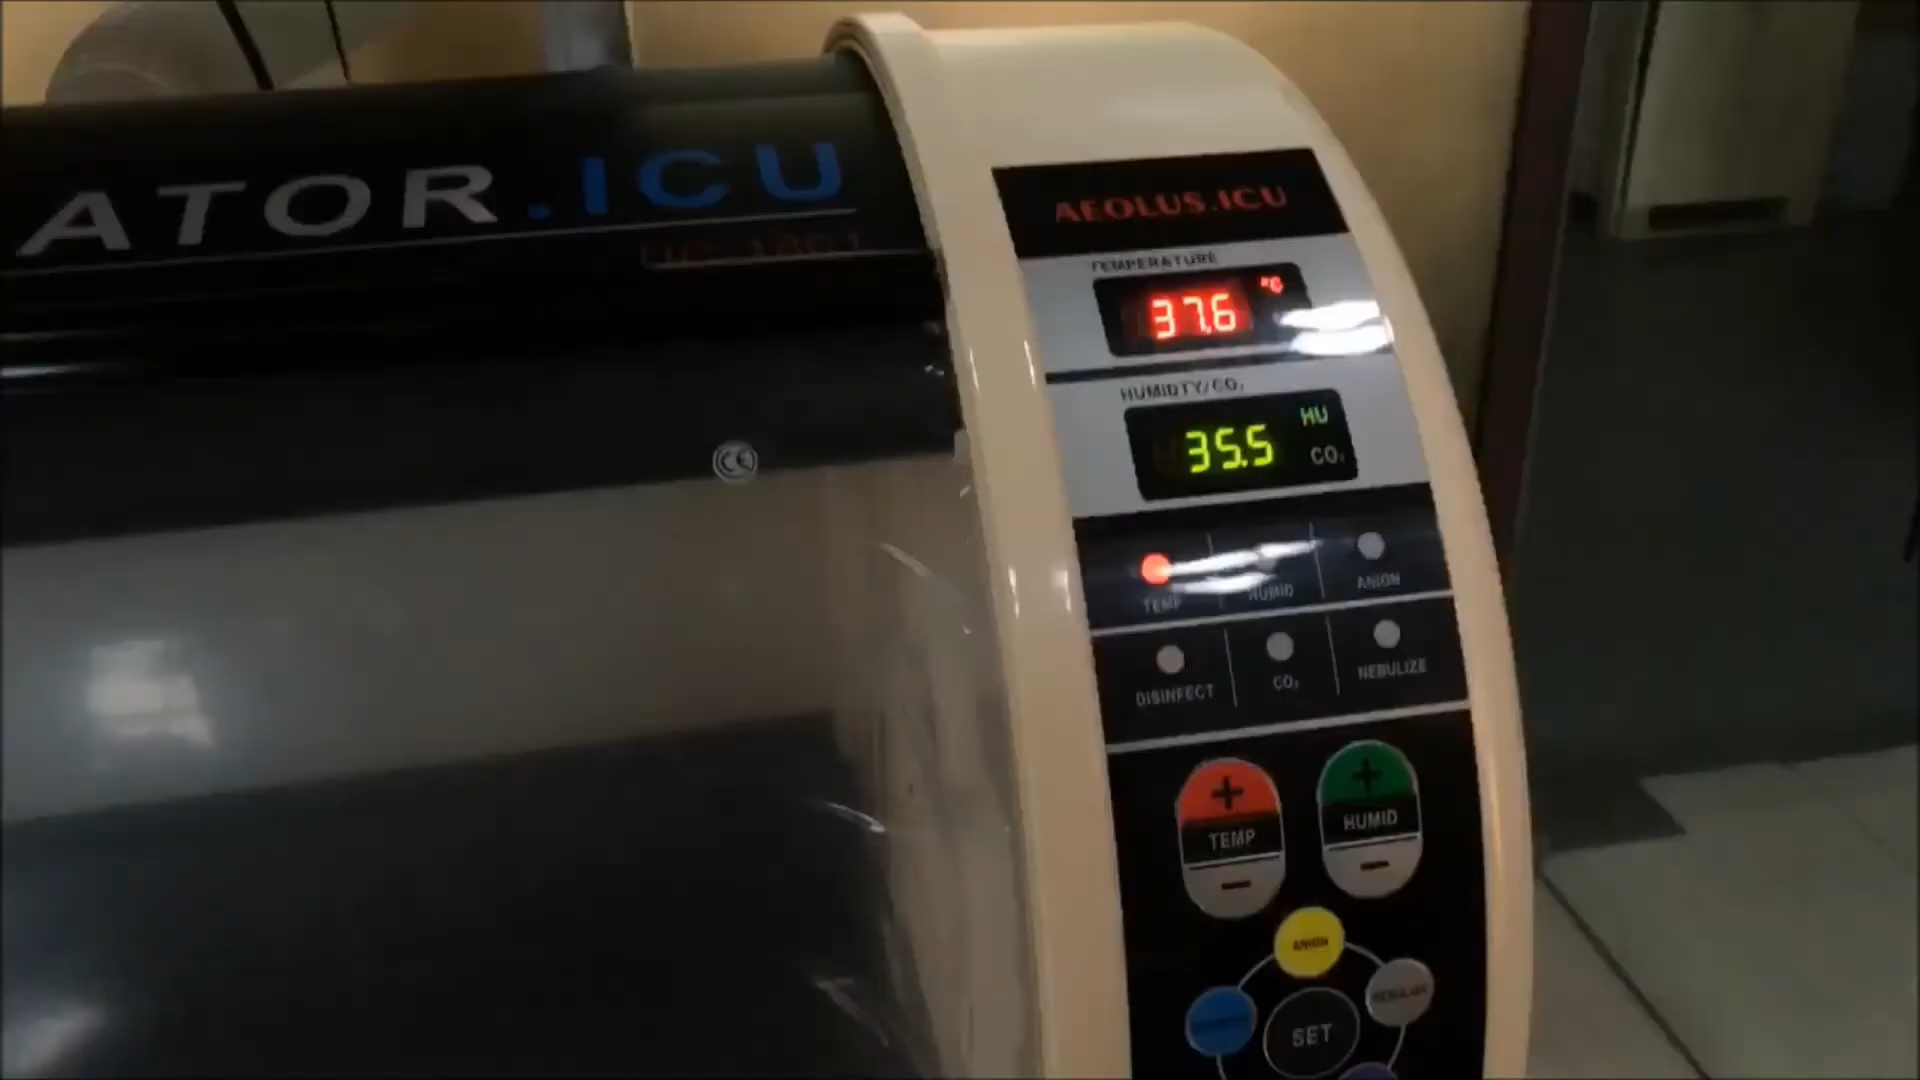 ATOR.ICU
CE
AEOLUS.ICU
TEMPERATURE
37.6 °C
HUMIDTY/CO₂
35.5 HU
CO₂
TEMP HUMID ANION
DISINFECT CO₂ NEBULIZE
+ +
TEMP HUMID
- -
ANION
SET